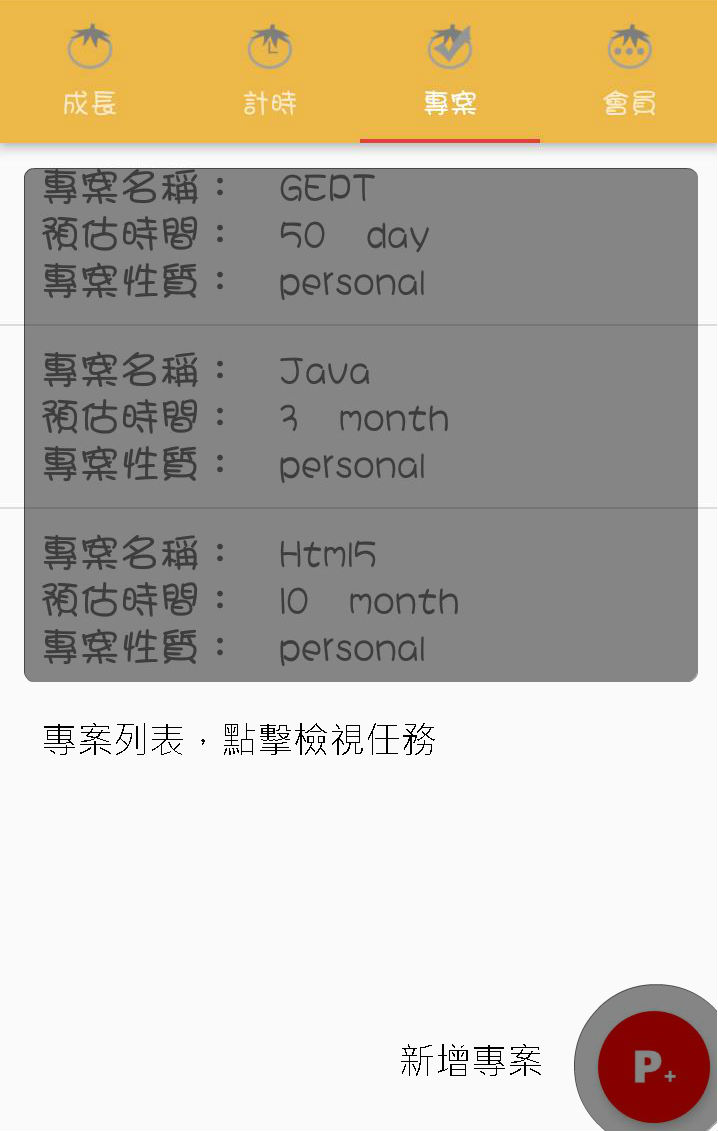 成長 計時 專案 會員
專案名稱： GEPT
預估時間： 50 day
專案性質： personal
專案名稱： Java
預估時間： 3 month
專案性質： personal
專案名稱： Html5
預估時間： 10 month
專案性質： personal
專案列表，點擊檢視任務
新增專案 P+